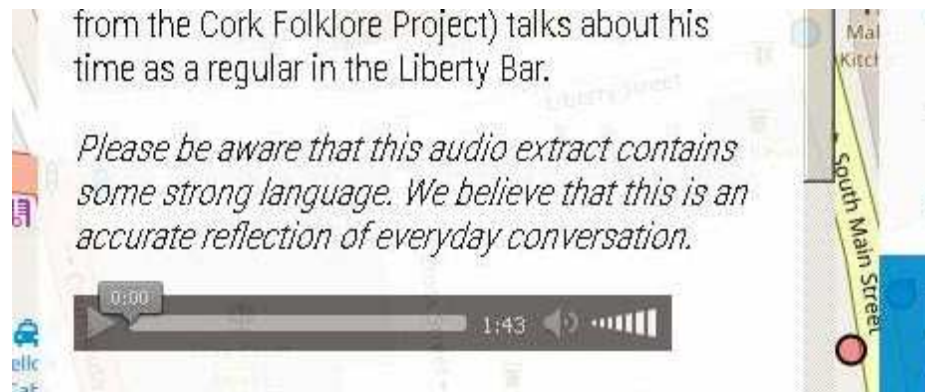 from the Cork Folklore Project) talks about his
time as a regular in the Liberty Bar.
Please be aware that this audio extract contains
some strong language. We believe that this is an
accurate reflection of everyday conversation.
0:00
1:43
South Main Street
Liberty Street